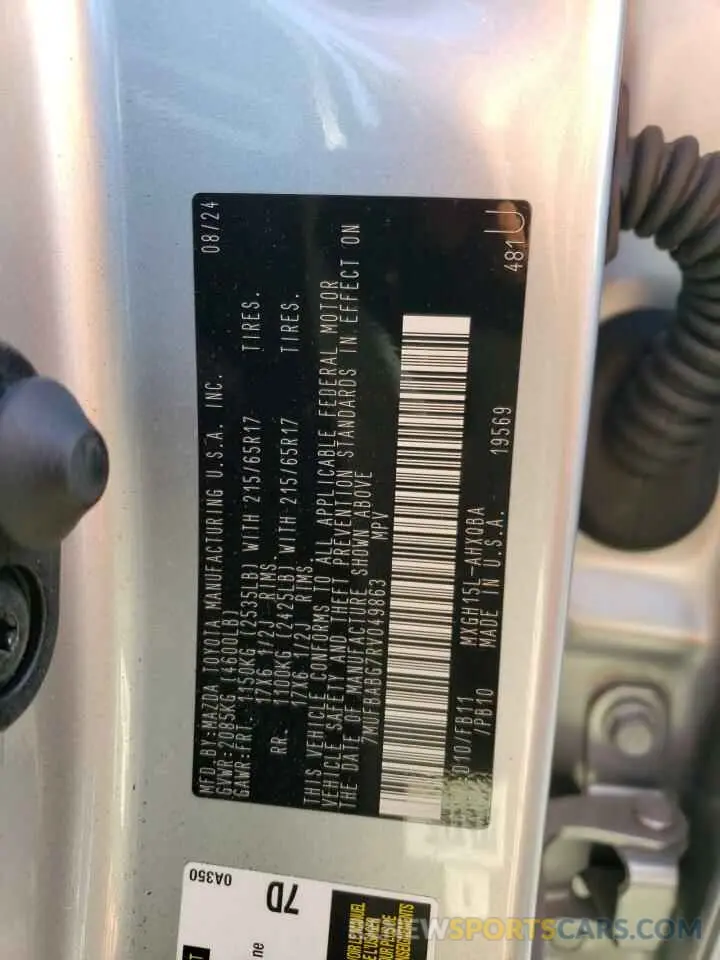 MFD.BY:MAZDA TOYOTA MANUFACTURING U.S.A. INC. 08/24
GVWR:2085KG(4600LB)
GAWR:FRT. 1150KG (2535LB) WITH 215/65R17 TIRES.
17X6 1/2J RIMS.
RR. 1100KG (2425LB) WITH 215/65R17 TIRES.
17X6 1/2J RIMS.
THIS VEHICLE CONFORMS TO ALL APPLICABLE FEDERAL MOTOR
VEHICLE SAFETY AND THEFT PREVENTION STANDARDS IN EFFECT ON
THE DATE OF MANUFACTURE SHOWN ABOVE
7MUFBABG7RV049863 MPV
/FB11 MXGH15L-AHXQBA 481U
/PB10 MADE IN U.S.A. 19569
0A350
7D
NEWSPORTSCARS.COM